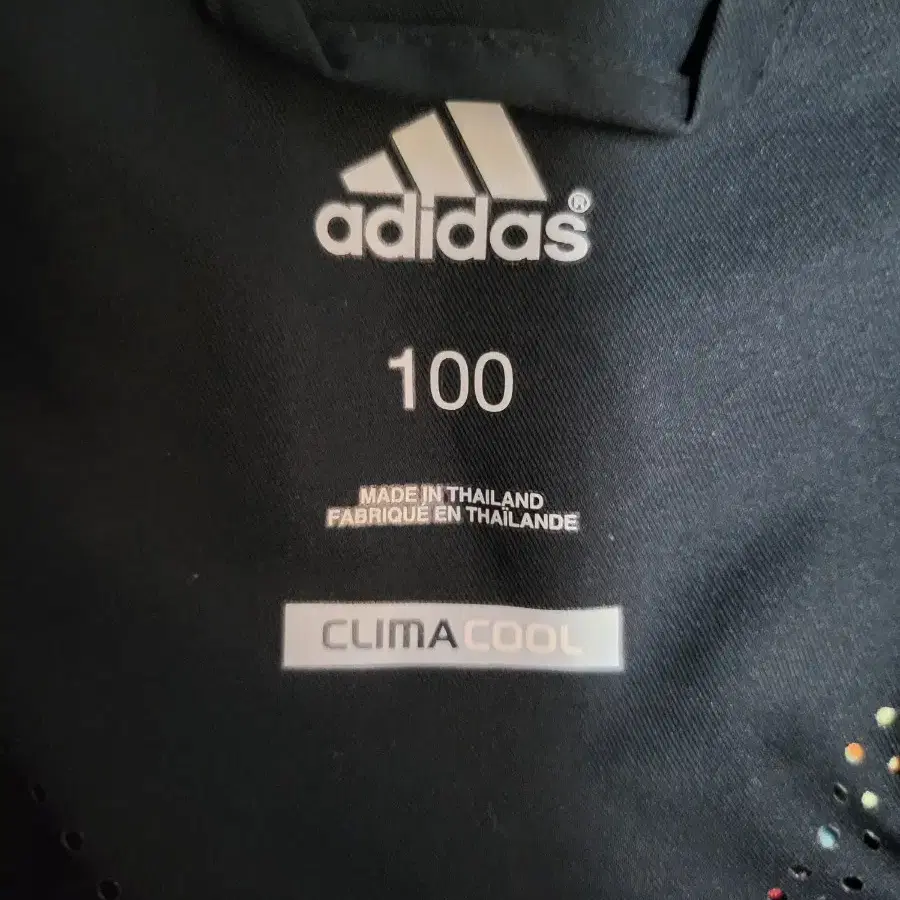 adidas®
100
MADE IN THAILAND
FABRIQUÉ EN THAÏLANDE
CLIMACOOL